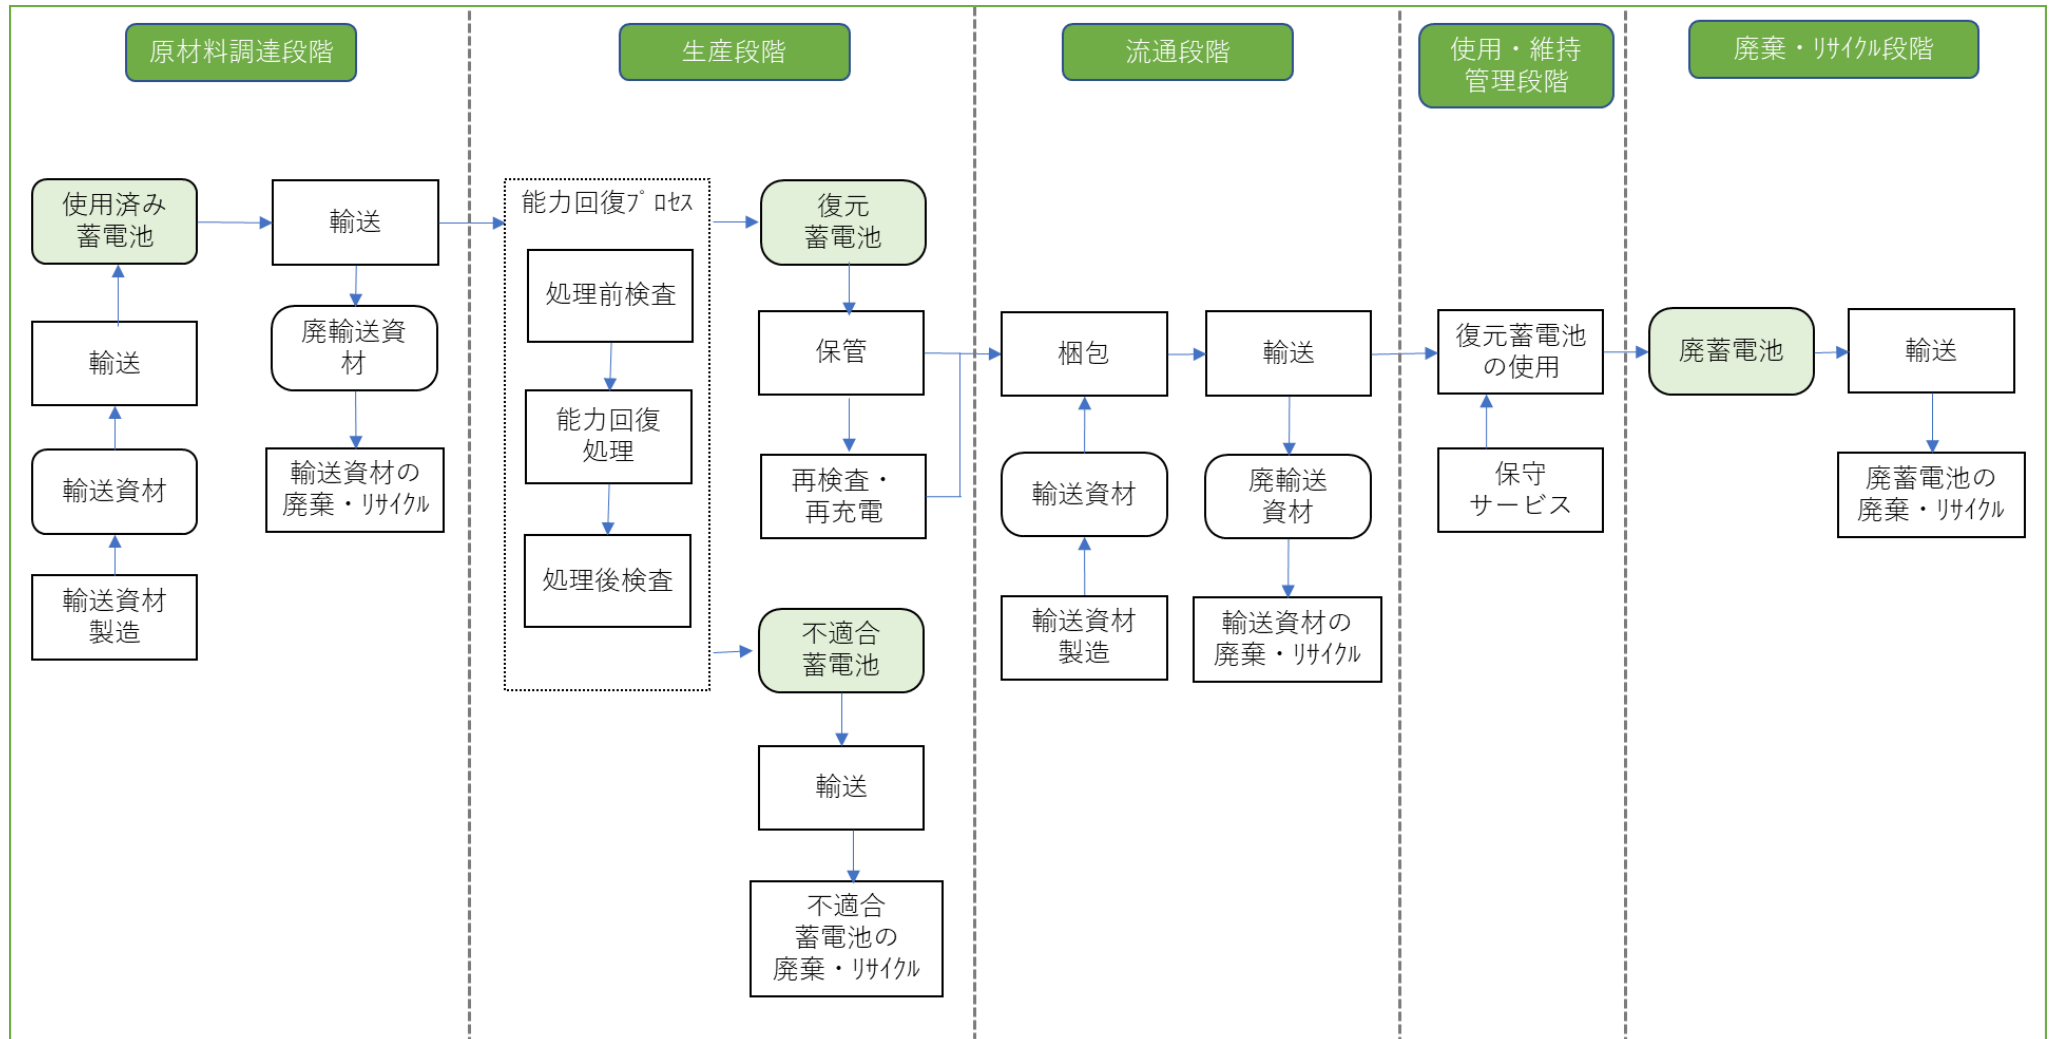 原材料調達段階
生産段階
流通段階
使用・維持
管理段階
廃棄・ﾘｻｲｸﾙ段階
使用済み
蓄電池
輸送
輸送資材
輸送資材
製造
輸送
廃輸送資
材
輸送資材の
廃棄・ﾘｻｲｸﾙ
能力回復ﾌﾟﾛｾｽ
処理前検査
能力回復
処理
処理後検査
復元
蓄電池
保管
再検査・
再充電
不適合
蓄電池
輸送
不適合
蓄電池の
廃棄・ﾘｻｲｸﾙ
梱包
輸送資材
輸送資材
製造
輸送
廃輸送
資材
輸送資材の
廃棄・ﾘｻｲｸﾙ
復元蓄電池
の使用
保守
サービス
廃蓄電池
輸送
廃蓄電池の
廃棄・ﾘｻｲｸﾙ